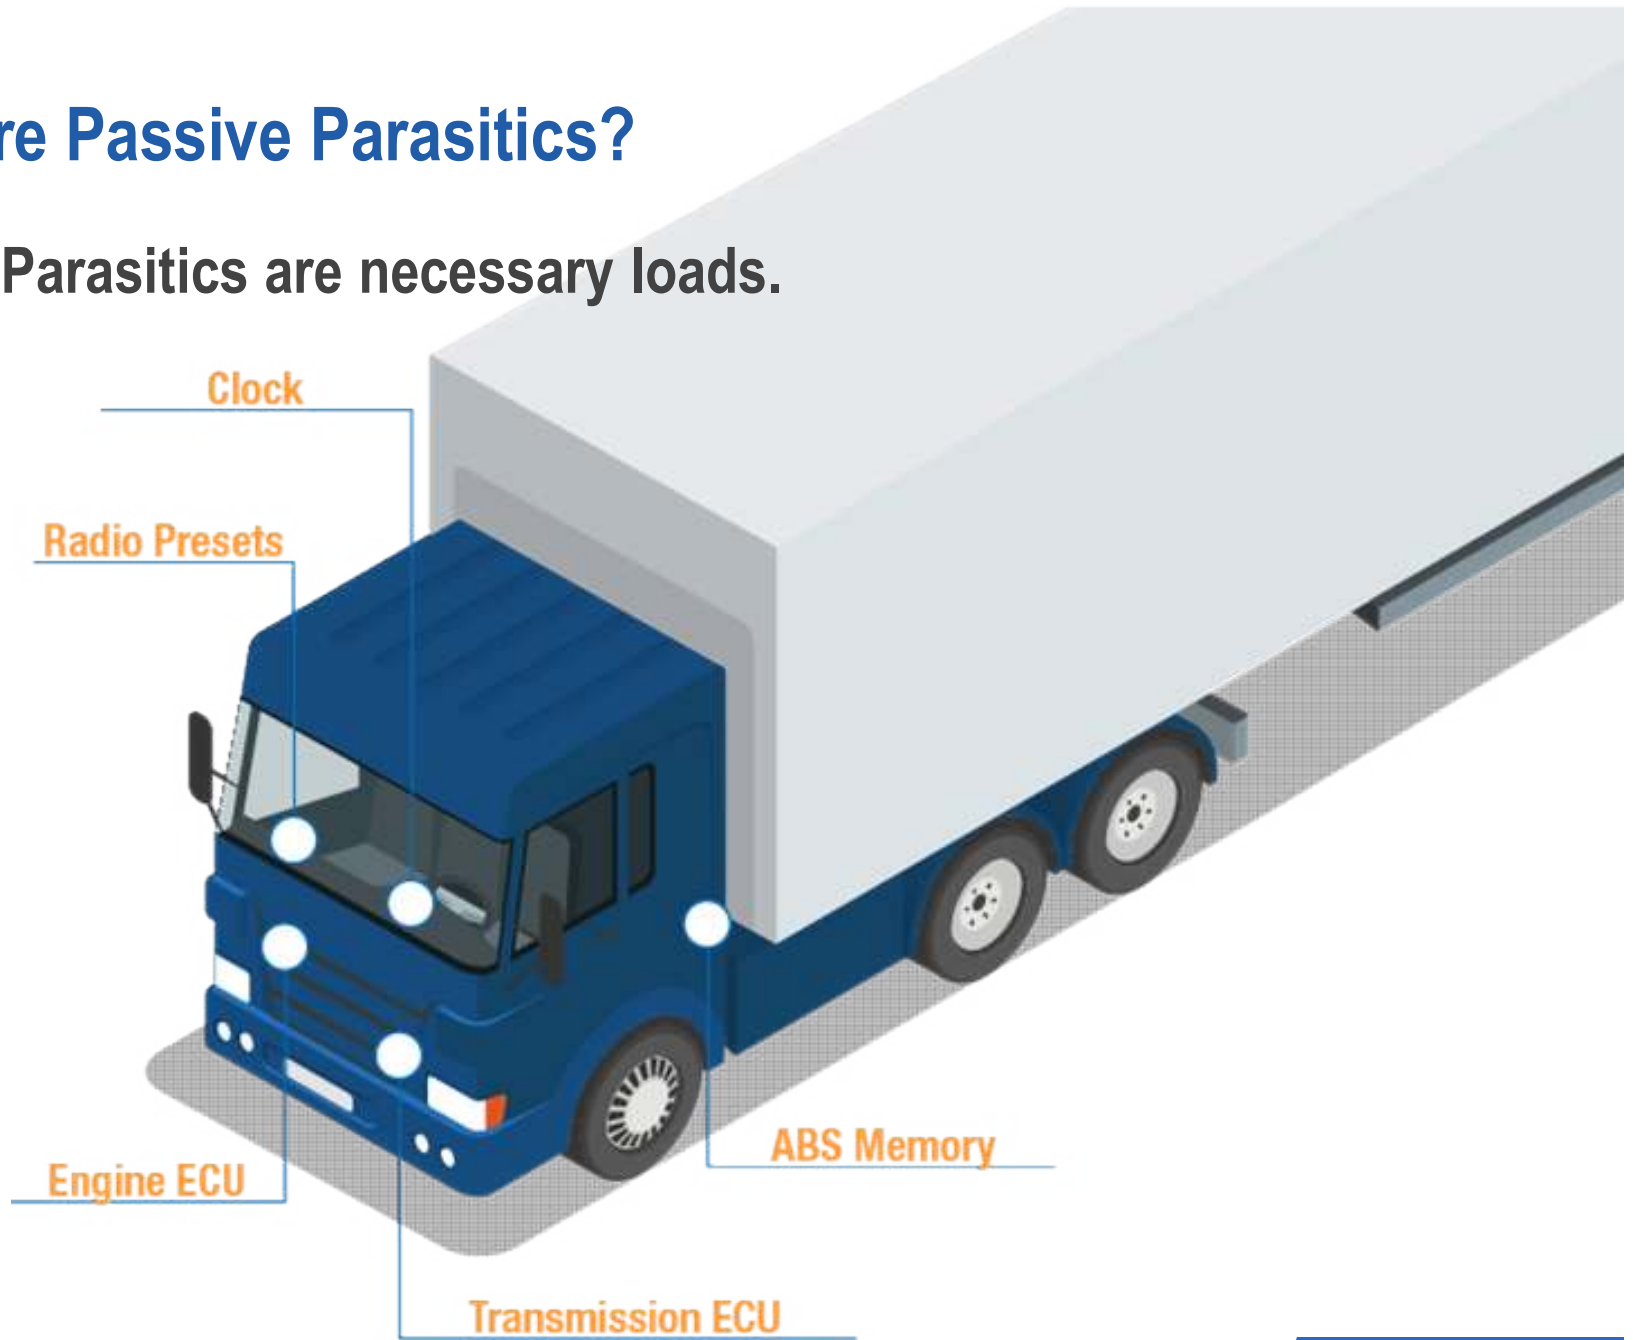 re Passive Parasitics?
Parasitics are necessary loads.
Clock
Radio Presets
ABS Memory
Engine ECU
Transmission ECU